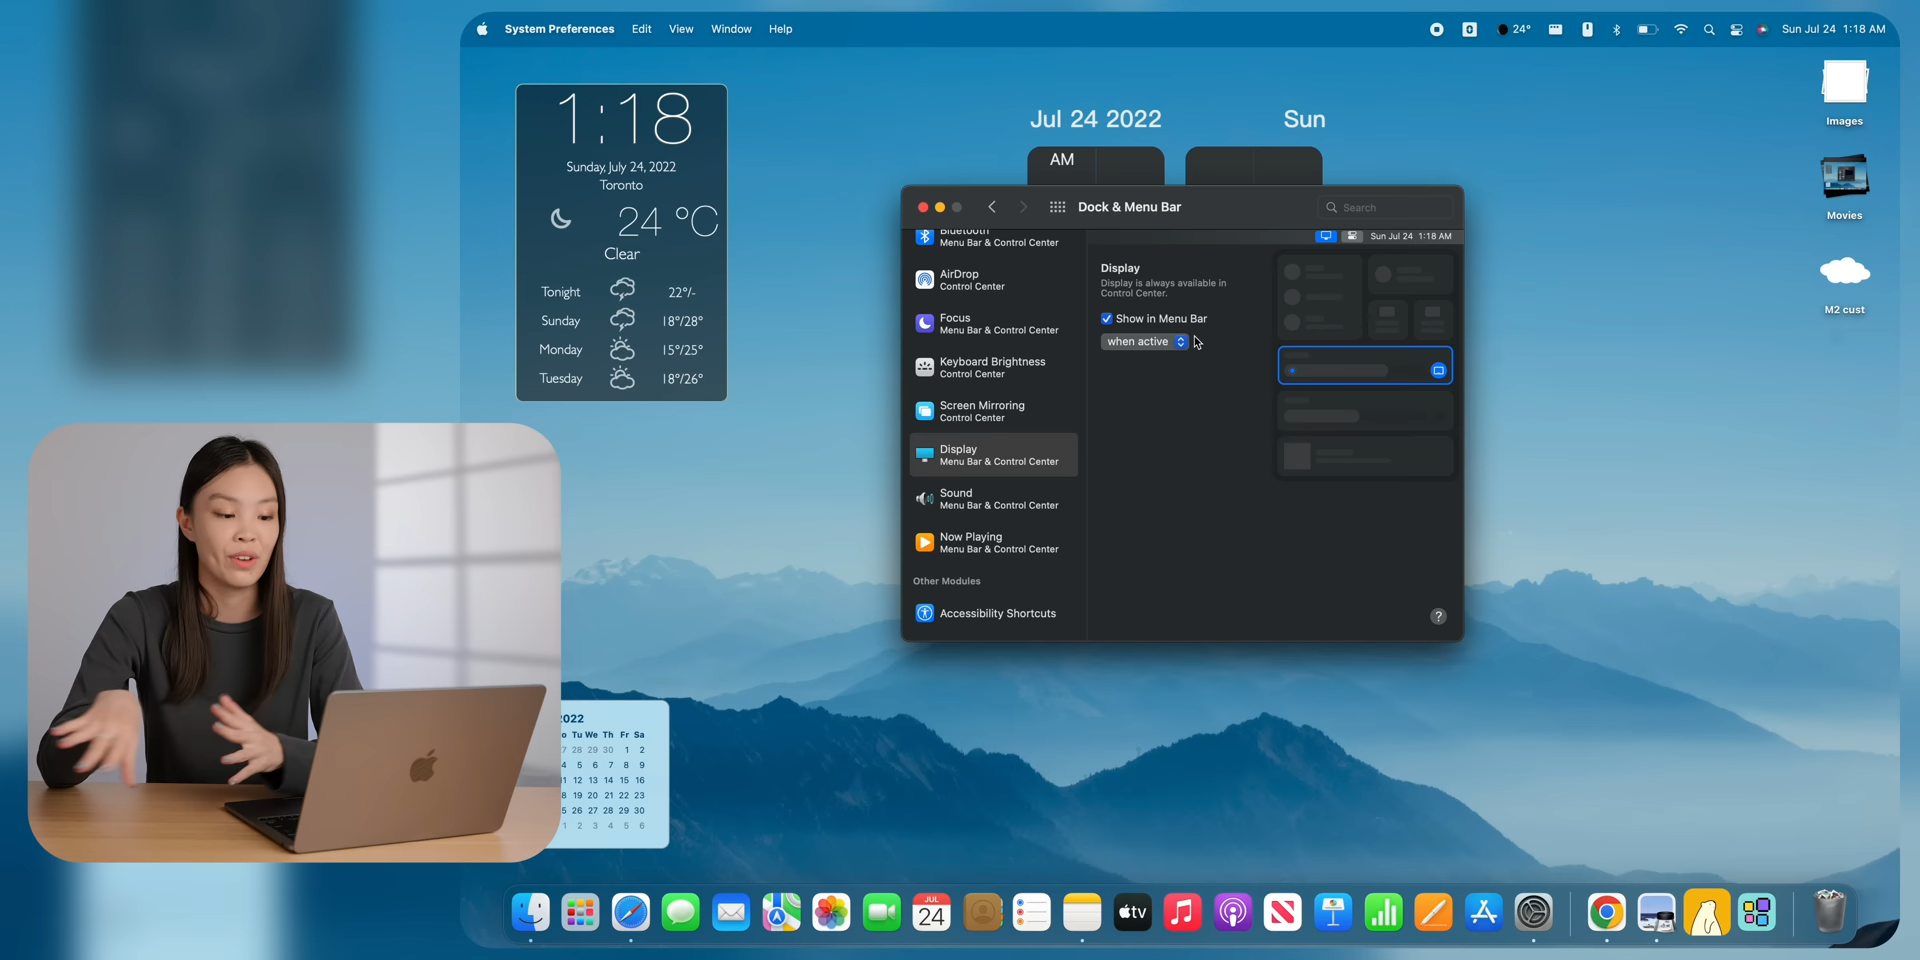 System Preferences Edit View Window Help
24° Sun Jul 24 1:18 AM
1:18
Sunday, July 24, 2022
Toronto
24 °C
Clear
Tonight 22°/-
Sunday 18°/28°
Monday 15°/25°
Tuesday 18°/26°
Jul 24 2022 Sun
AM
Images
Movies
M2 cust
Dock & Menu Bar
Search
Bluetooth
Menu Bar & Control Center
AirDrop
Control Center
Focus
Menu Bar & Control Center
Keyboard Brightness
Control Center
Screen Mirroring
Control Center
Display
Menu Bar & Control Center
Sound
Menu Bar & Control Center
Now Playing
Menu Bar & Control Center
Other Modules
Accessibility Shortcuts
Sun Jul 24 1:18 AM
Display
Display is always available in
Control Center.
Show in Menu Bar
when active
?
2022
o Tu We Th Fr Sa
7 28 29 30 1 2
4 5 6 7 8 9
11 12 13 14 15 16
8 19 20 21 22 23
5 26 27 28 29 30
1 2 3 4 5 6
JUL
24
tv